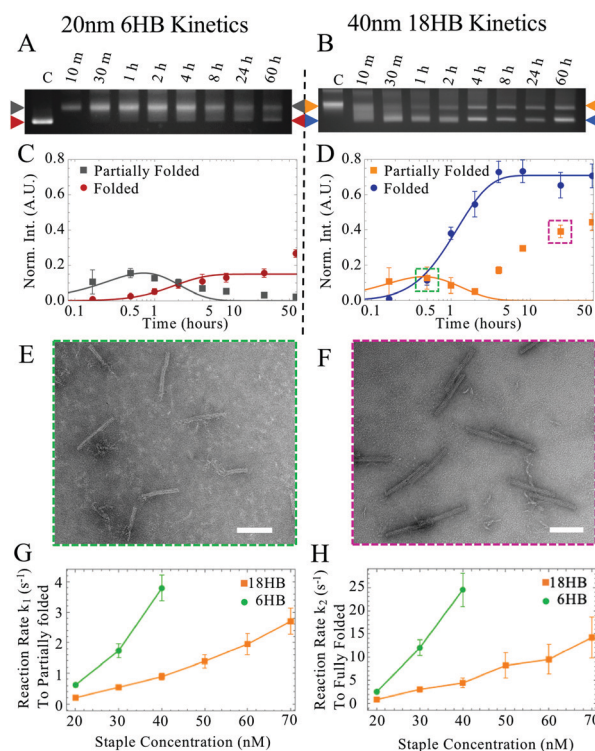 20nm 6HB Kinetics
40nm 18HB Kinetics
A
C 10 m 30 m 1 h 2 h 4 h 8 h 24 h 60 h
B
C 10 m 30 m 1 h 2 h 4 h 8 h 24 h 60 h
C
Norm. Int. (A.U.)
0.8
0.6
0.4
0.2
0.0
Partially Folded
Folded
0.1 0.5 1 5 10 50
Time (hours)
D
Norm. Int. (A.U.)
0.8
0.6
0.4
0.2
0.0
Partially Folded
Folded
0.1 0.5 1 5 10 50
Time (hours)
E
F
G
Reaction Rate k₁ (s⁻¹)
To Partially folded
4
3
2
1
0
18HB
6HB
20 30 40 50 60 70
Staple Concentration (nM)
H
Reaction Rate k₂ (s⁻¹)
To Fully Folded
25
20
15
10
5
0
18HB
6HB
20 30 40 50 60 70
Staple Concentration (nM)